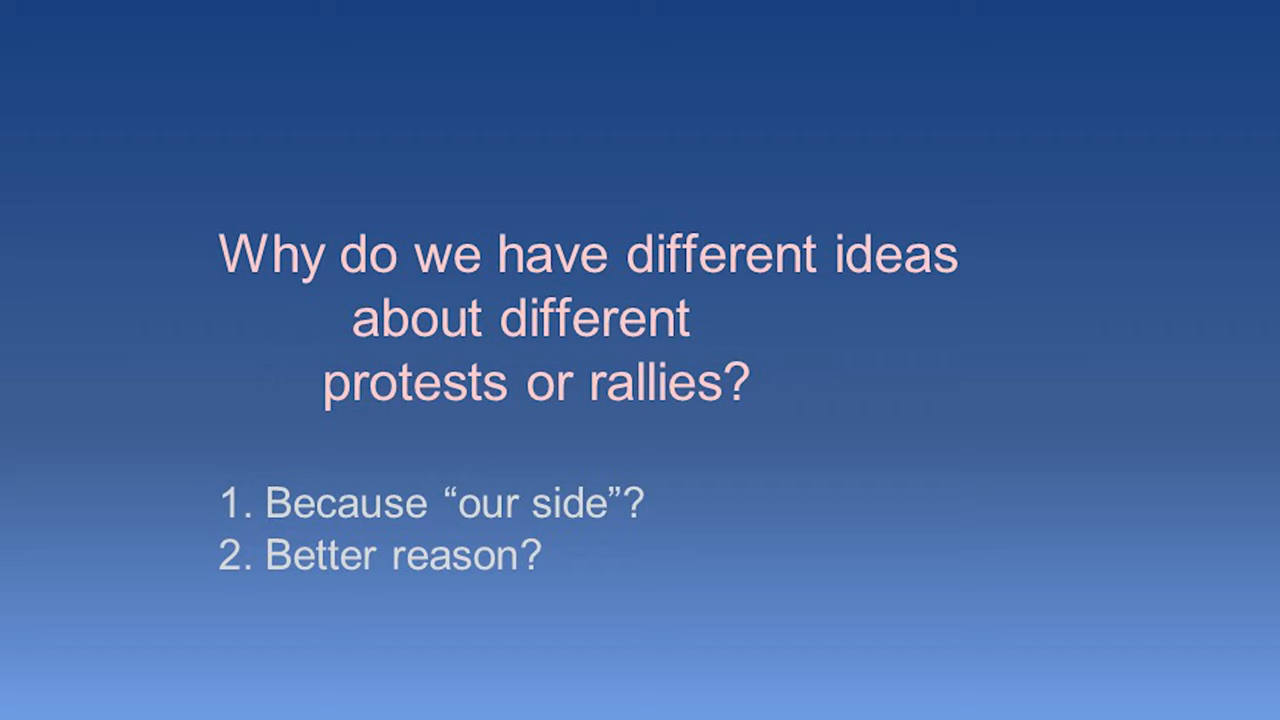 Why do we have different ideas
about different
protests or rallies?
1. Because “our side”?
2. Better reason?